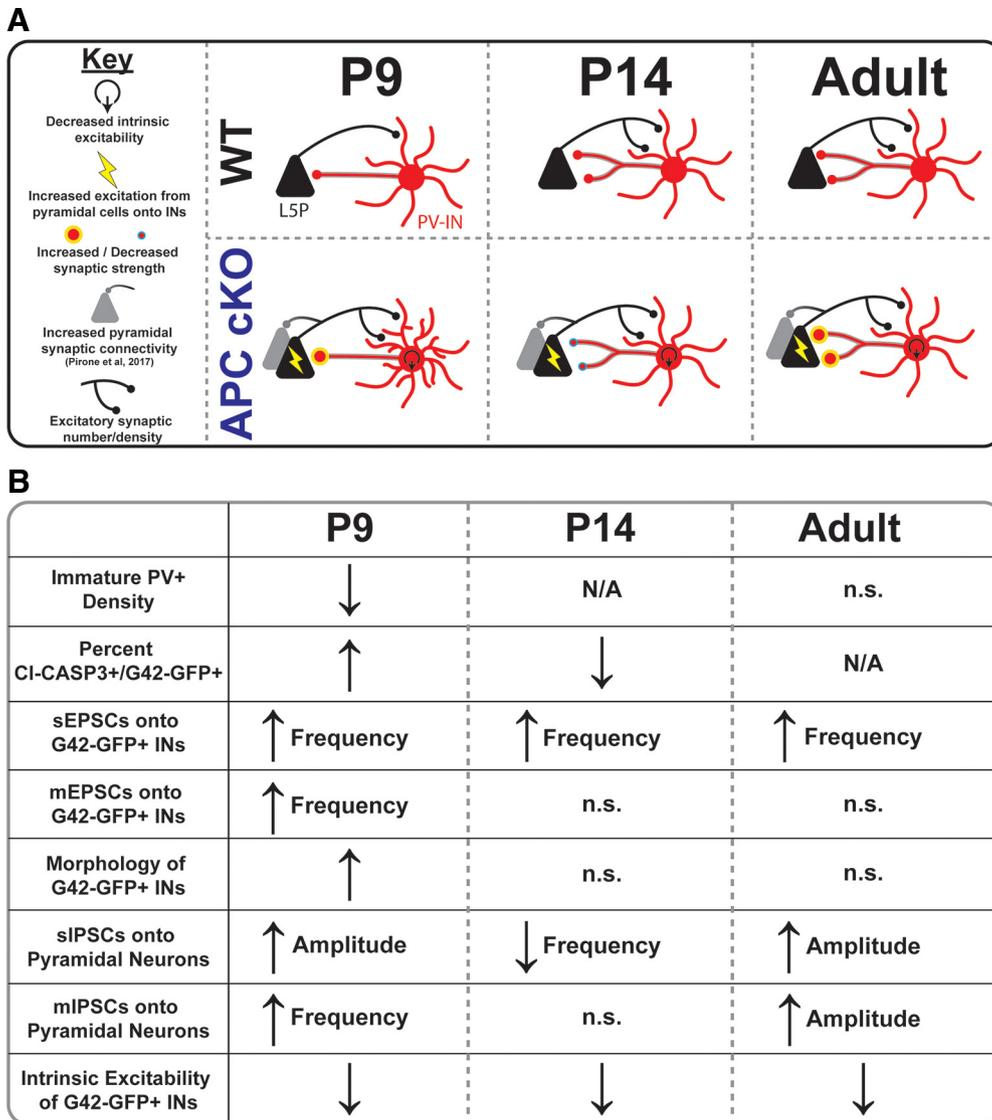 A
Key
Decreased intrinsic
excitability
Increased excitation from
pyramidal cells onto INs
Increased / Decreased
synaptic strength
Increased pyramidal
synaptic connectivity
(Pirone et al, 2017)
Excitatory synaptic
number/density
P9
P14
Adult
WT
L5P
PV-IN
APC cKO
B
P9
P14
Adult
Immature PV+
Density
N/A
n.s.
Percent
Cl-CASP3+/G42-GFP+
N/A
sEPSCs onto
G42-GFP+ INs
Frequency
Frequency
Frequency
mEPSCs onto
G42-GFP+ INs
Frequency
n.s.
n.s.
Morphology of
G42-GFP+ INs
n.s.
n.s.
sIPSCs onto
Pyramidal Neurons
Amplitude
Frequency
Amplitude
mIPSCs onto
Pyramidal Neurons
Frequency
n.s.
Amplitude
Intrinsic Excitability
of G42-GFP+ INs